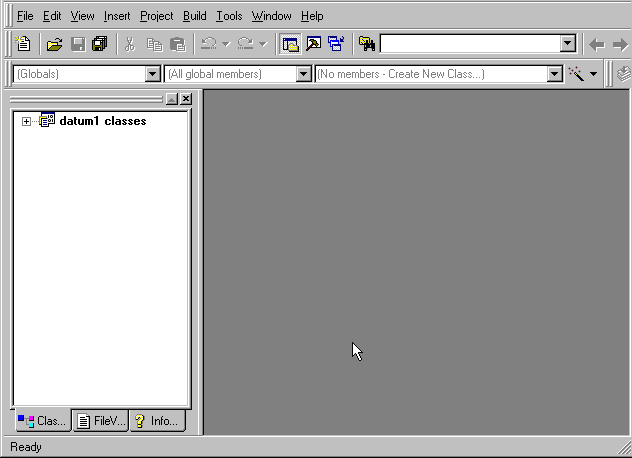 File Edit View Insert Project Build Tools Window Help
(Globals) (All global members) (No members - Create New Class...)
datum1 classes
Clas... FileV... Info...
Ready